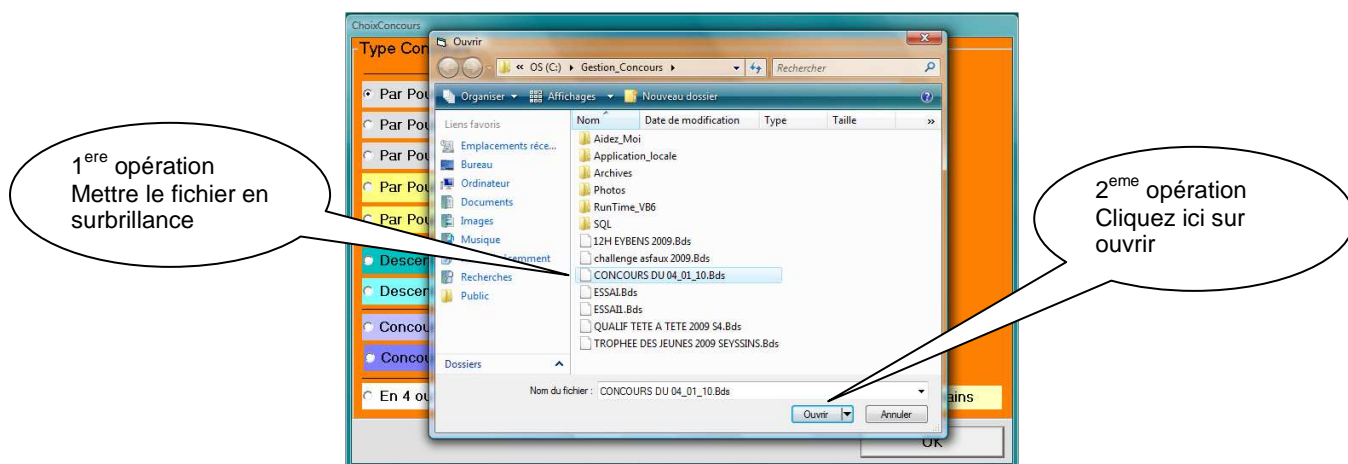 ChoixConcours
Type Con
Ouvrir
« OS (C:) ▸ Gestion_Concours ▸
Rechercher
Organiser
Affichages
Nouveau dossier
Par Pou
Par Pou
Par Pou
Par Pou
Par Pou
Descen
Descen
Concou
Concou
En 4 ou
Liens favoris
Emplacements réce...
Bureau
Ordinateur
Documents
Images
Musique
Recherches
Public
Dossiers
Nom Date de modification Type Taille »
Aidez_Moi
Application_locale
Archives
Photos
RunTime_VB6
SQL
12H EYBENS 2009.Bds
challenge asfaux 2009.Bds
CONCOURS DU 04_01_10.Bds
ESSAI.Bds
ESSAI1.Bds
QUALIF TETE A TETE 2009 S4.Bds
TROPHEE DES JEUNES 2009 SEYSSINS.Bds
Nom du fichier : CONCOURS DU 04_01_10.Bds
Ouvrir
Annuler
ains
OK
1ere opération
Mettre le fichier en
surbrillance
2eme opération
Cliquez ici sur
ouvrir